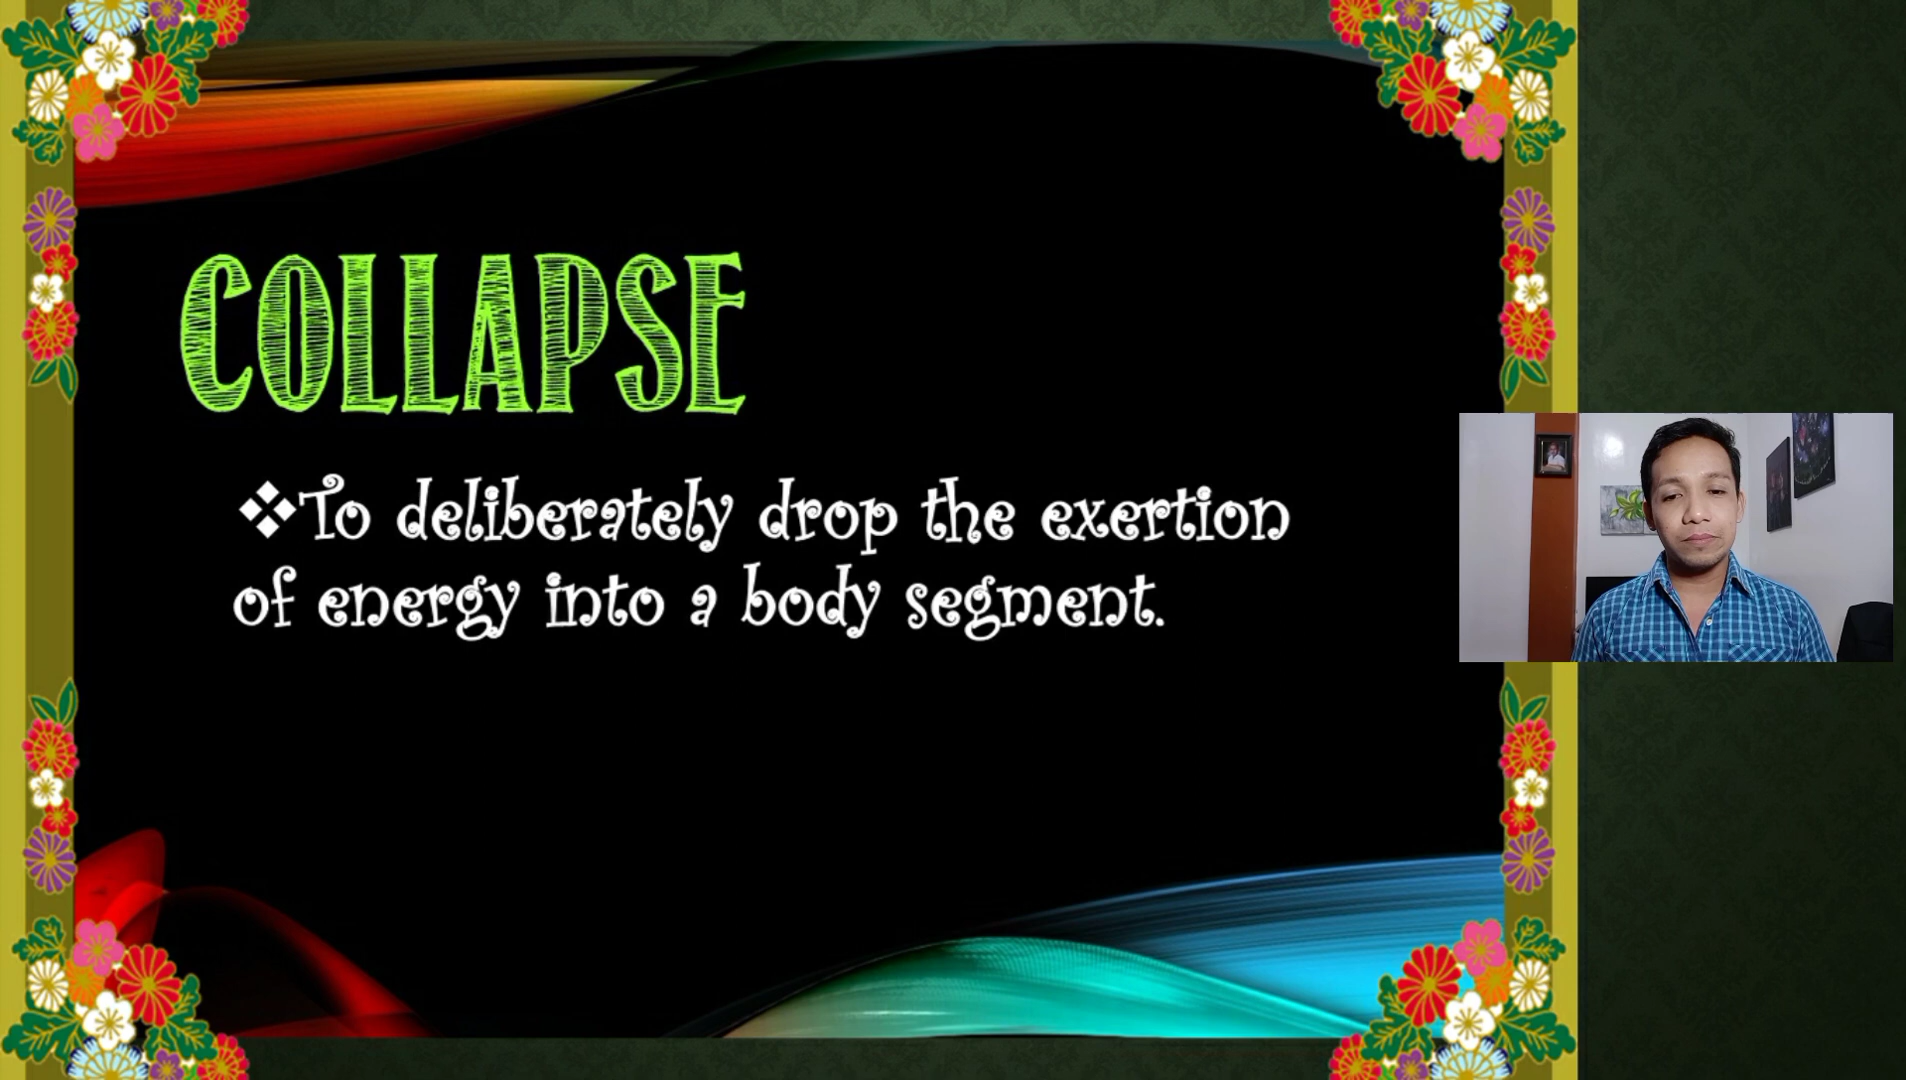 COLLAPSE
❖To deliberately drop the exertion
of energy into a body segment.